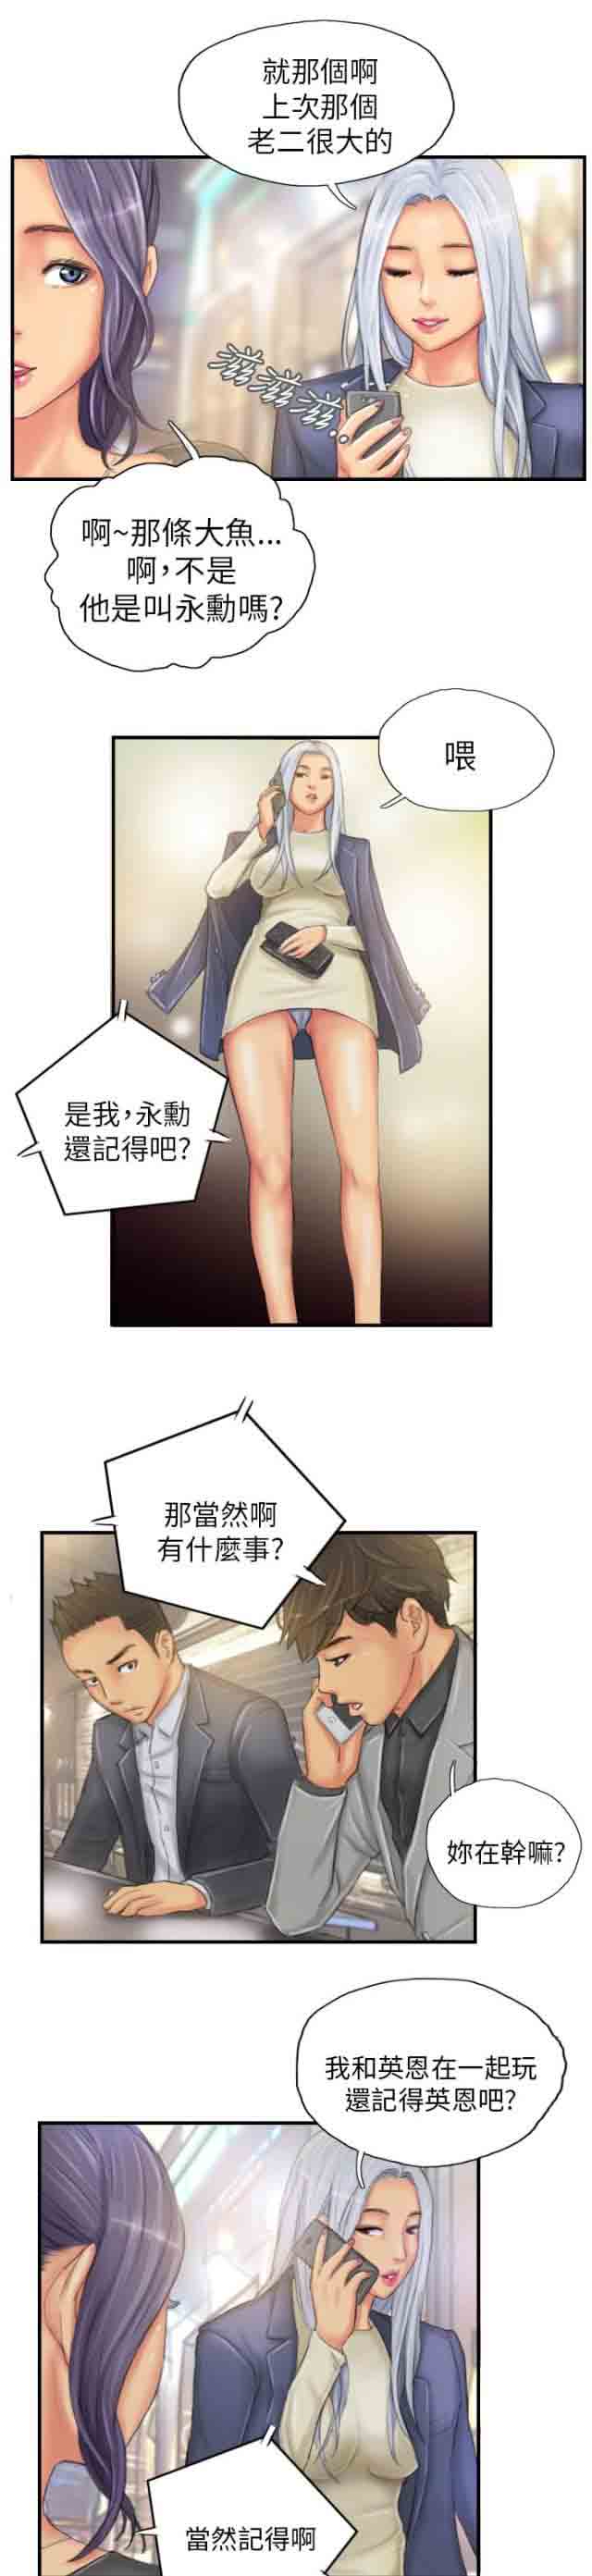 就那個啊
上次那個
老二很大的
滋滋滋
啊~那條大魚...
啊,不是
他是叫永勳嗎?
喂
是我,永勳
還記得吧?
那當然啊
有什麼事?
妳在幹嘛?
我和英恩在一起玩
還記得英恩吧?
當然記得啊